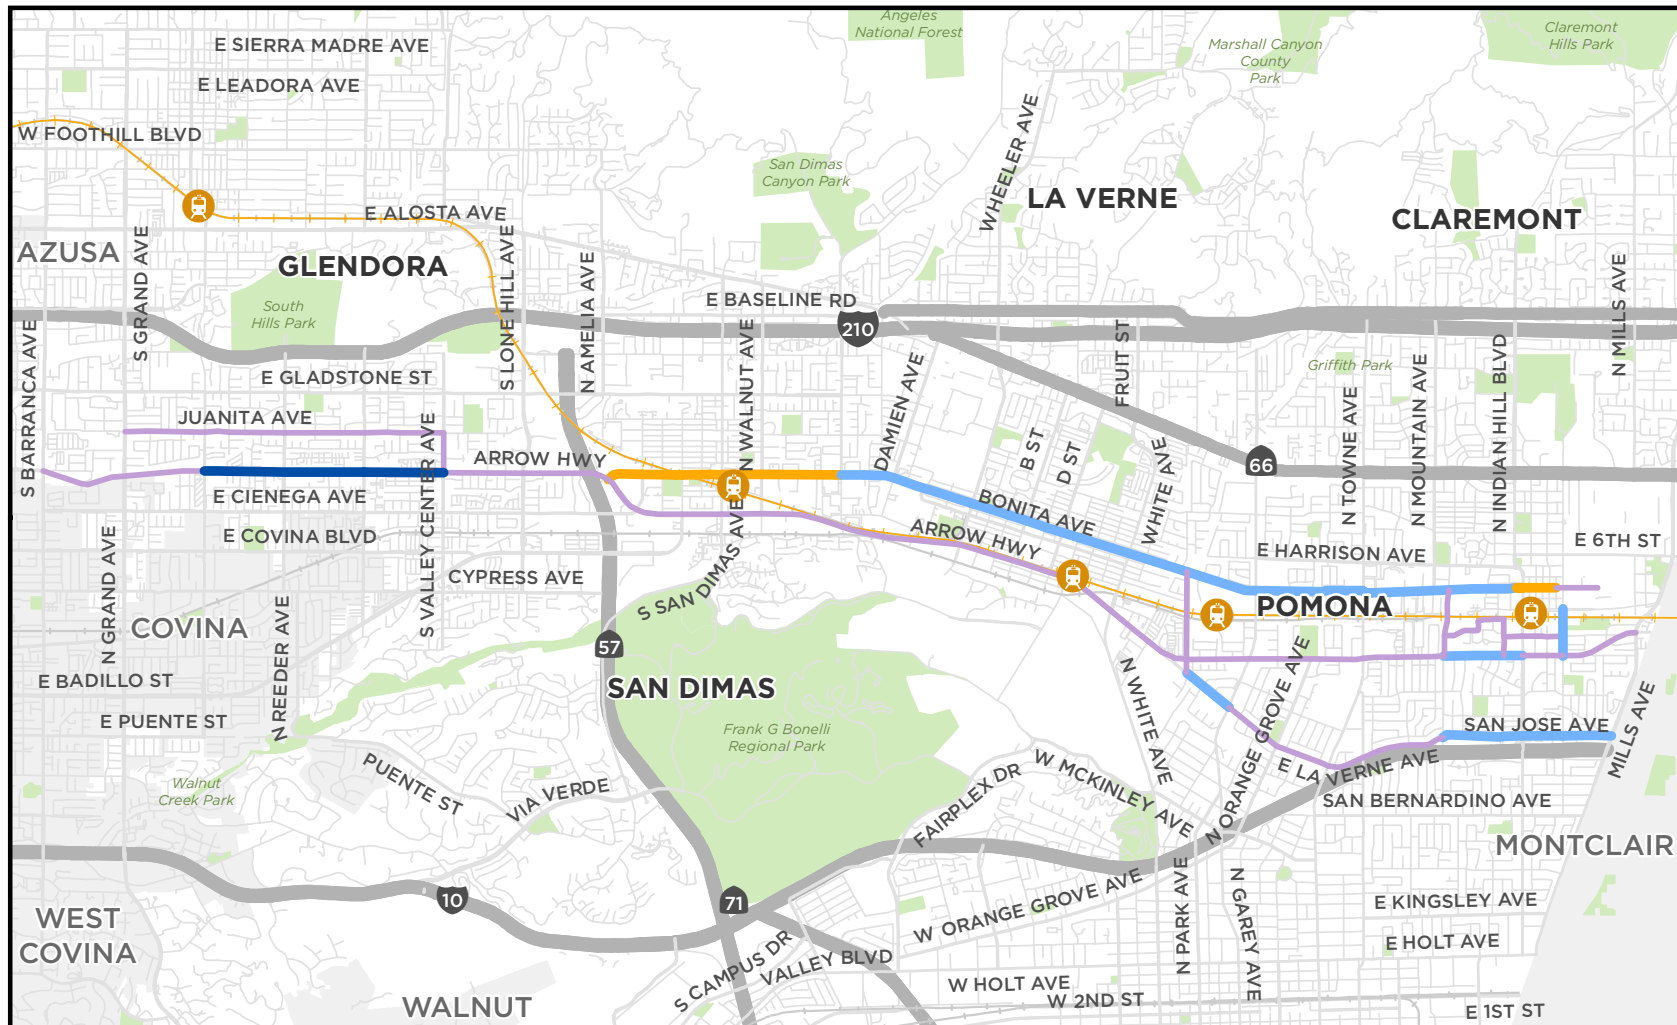 Angeles
National Forest
Claremont
Hills Park
E SIERRA MADRE AVE
Marshall Canyon
County
Park
E LEADORA AVE
W FOOTHILL BLVD
WHEELER AVE
San Dimas
Canyon Park
LA VERNE
CLAREMONT
E ALOSTA AVE
AZUSA
S GRAND AVE
GLENDORA
S LONE HILL AVE
N AMELIA AVE
N MILLS AVE
South
Hills Park
E BASELINE RD
210
S BARRANCA AVE
N WALNUT AVE
DAMIEN AVE
FRUIT ST
Griffith Park
N TOWNE AVE
N MOUNTAIN AVE
N INDIAN HILL BLVD
E GLADSTONE ST
JUANITA AVE
S VALLEY CENTER AVE
ARROW HWY
B ST
D ST
WHITE AVE
66
E CIENEGA AVE
BONITA AVE
E COVINA BLVD
ARROW HWY
E HARRISON AVE
E 6TH ST
N GRAND AVE
CYPRESS AVE
S SAN DIMAS AVE
N REEDER AVE
COVINA
POMONA
57
E BADILLO ST
SAN DIMAS
N WHITE AVE
N ORANGE GROVE AVE
E PUENTE ST
Frank G Bonelli
Regional Park
SAN JOSE AVE
MILLS AVE
PUENTE ST
VIA VERDE
Walnut
Creek Park
FAIRPLEX DR
W MCKINLEY AVE
E LA VERNE AVE
SAN BERNARDINO AVE
MONTCLAIR
10
71
W ORANGE GROVE AVE
N PARK AVE
N GAREY AVE
E KINGSLEY AVE
WEST
COVINA
E HOLT AVE
S CAMPUS DR
VALLEY BLVD
W HOLT AVE
WALNUT
W 2ND ST
E 1ST ST